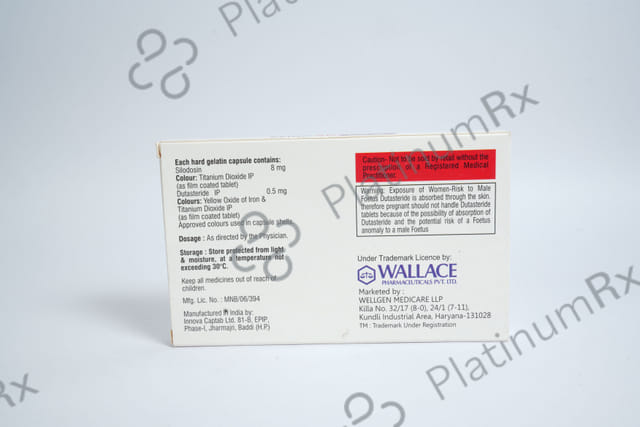 Each hard gelatin capsule contains:
Silodosin 8 mg
Colour: Titanium Dioxide IP
(as film coated tablet)
Dutasteride IP 0.5 mg
Colours: Yellow Oxide of Iron &
Titanium Dioxide IP
(as film coated tablet)
Approved colours used in capsule shells.
Dosage : As directed by the Physician.
Storage : Store protected from light
& moisture, at a temperature not
exceeding 30°C.
Keep all medicines out of reach of
children.
Mfg. Lic. No. : MNB/06/394
Manufactured in India by:
Innova Captab Ltd. 81-B, EPIP,
Phase-I, Jharmajri, Baddi (H.P.)
Caution- Not to be sold by retail without the
prescription of a Registered Medical
Practitioner.
Warning: Exposure of Women-Risk to Male
Foetus Dutasteride is absorbed through the skin.
therefore pregnant should not handle Dutasteride
tablets because of the possibility of absorption of
Dutasteride and the potential risk of a Foetus
anomaly to a male Foetus
Under Trademark Licence by:
WALLACE
PHARMACEUTICALS PVT. LTD.
Marketed by :
WELLGEN MEDICARE LLP
Killa No. 32/17 (8-0), 24/1 (7-11),
Kundli Industrial Area, Haryana-131028
TM : Trademark Under Registration
PlatinumRx
PlatinumRx
PlatinumRx
Rx